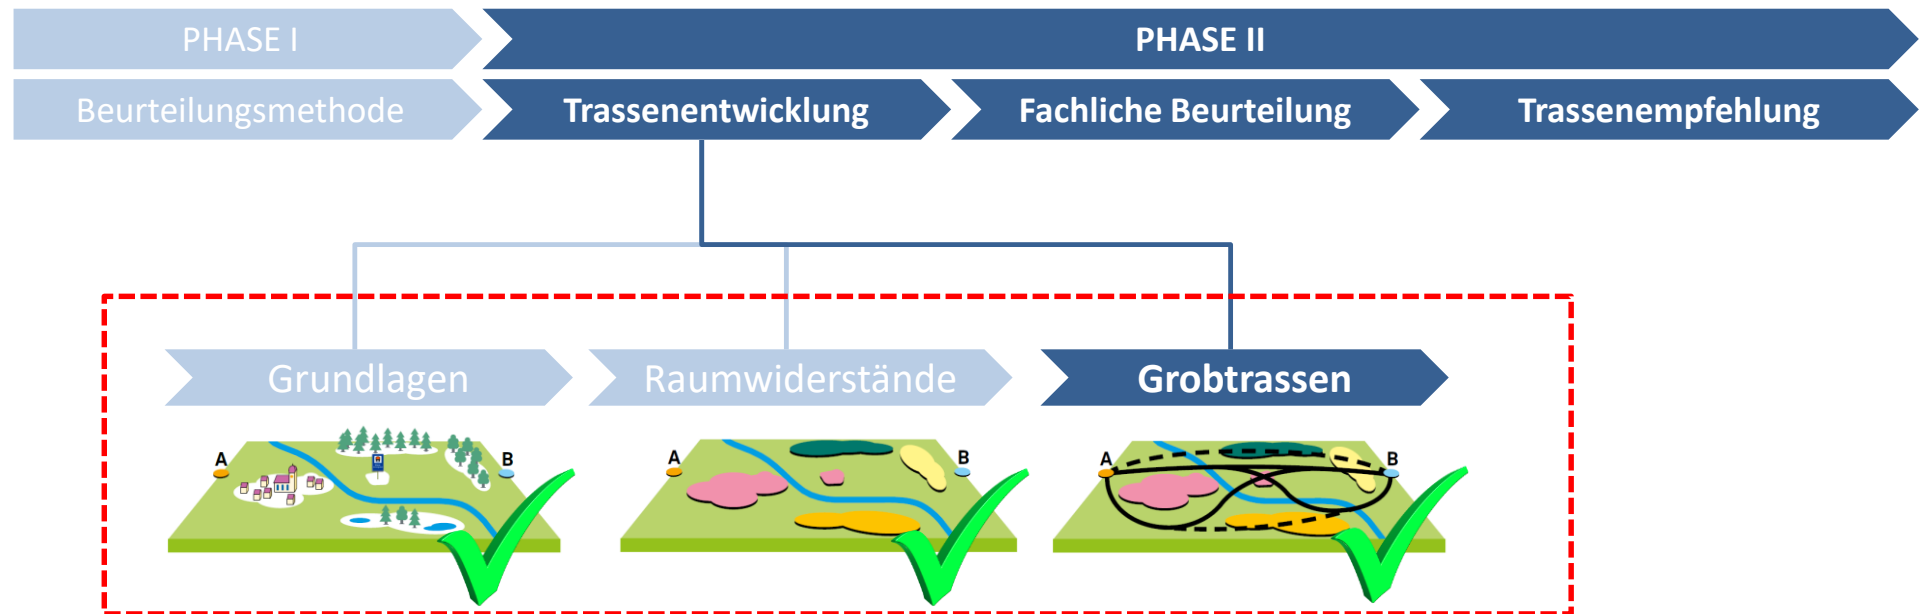 PHASE I
PHASE II
Beurteilungsmethode
Trassenentwicklung
Fachliche Beurteilung
Trassenempfehlung
Grundlagen
Raumwiderstände
Grobtrassen
A
B
A
B
A
B